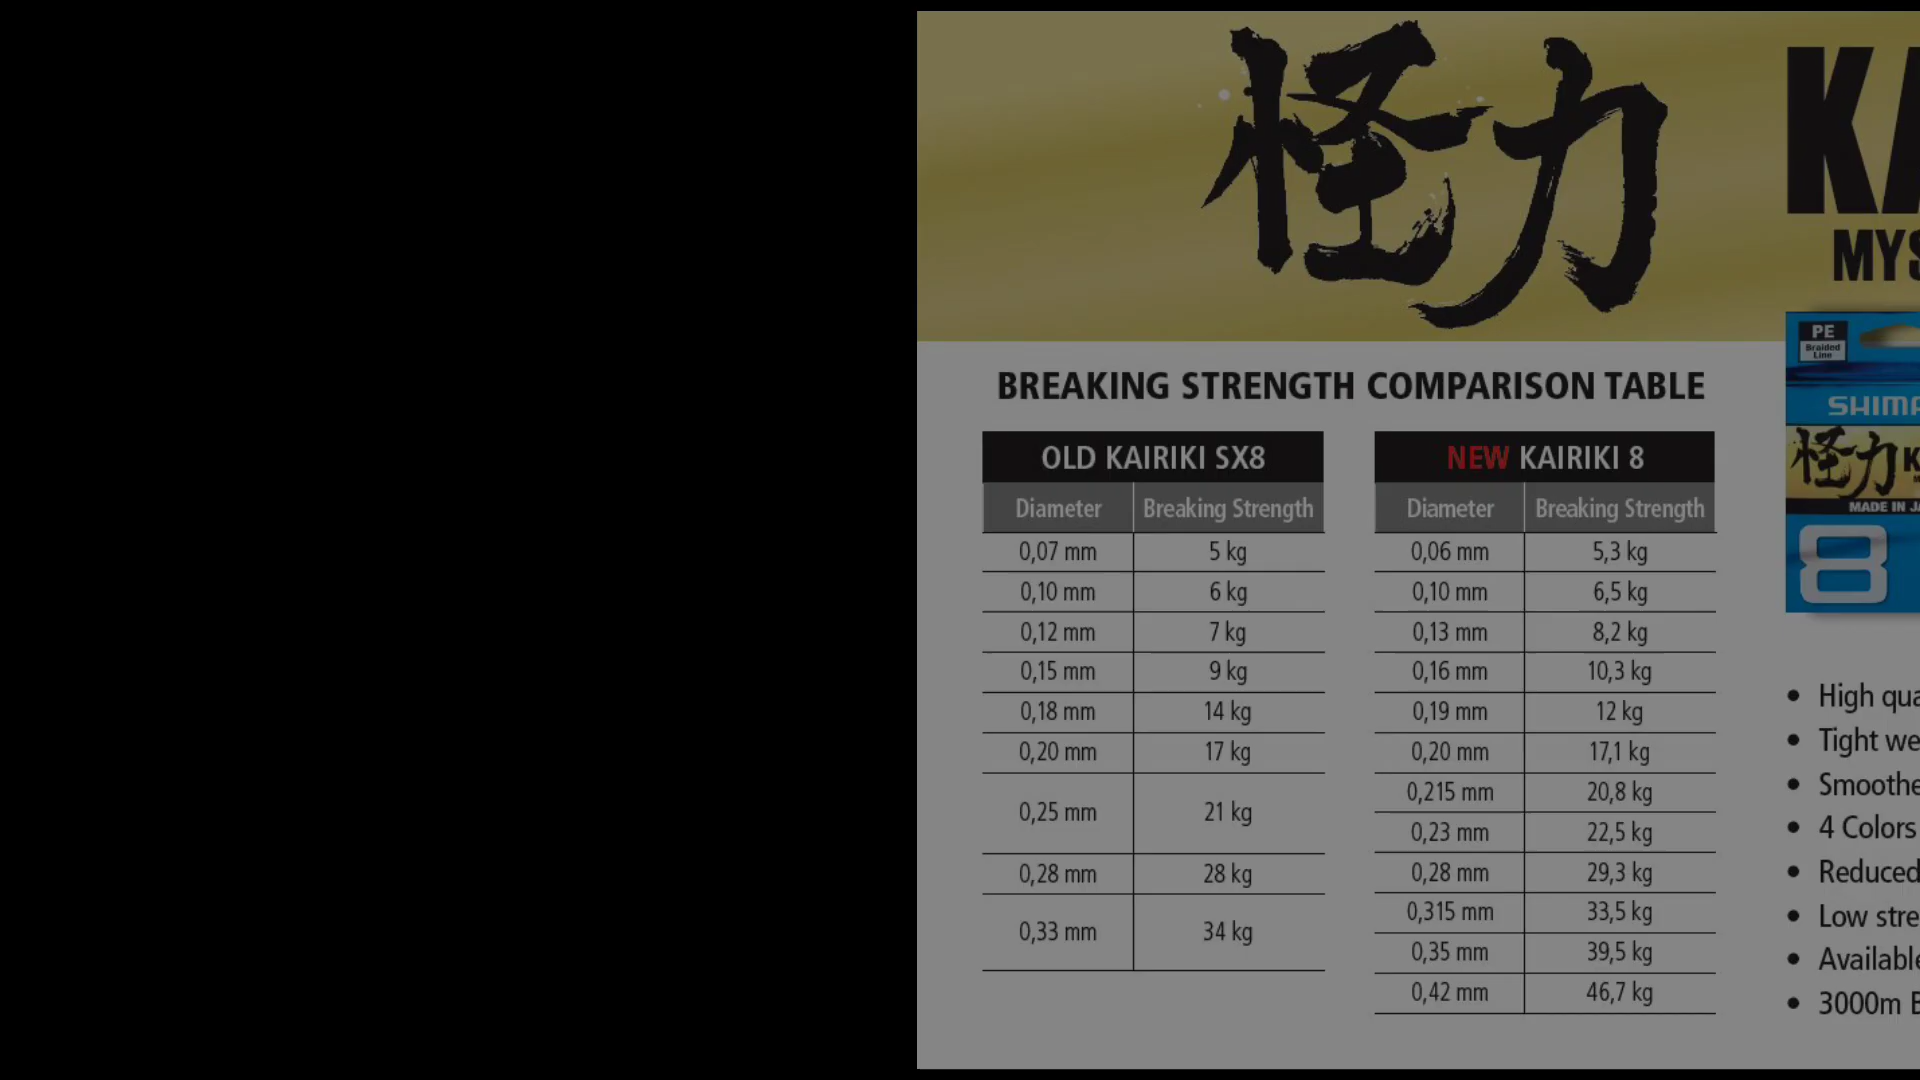 怪力
BREAKING STRENGTH COMPARISON TABLE
OLD KAIRIKI SX8
Diameter Breaking Strength
0,07 mm 5 kg
0,10 mm 6 kg
0,12 mm 7 kg
0,15 mm 9 kg
0,18 mm 14 kg
0,20 mm 17 kg
0,25 mm 21 kg
0,28 mm 28 kg
0,33 mm 34 kg
NEW KAIRIKI 8
Diameter Breaking Strength
0,06 mm 5,3 kg
0,10 mm 6,5 kg
0,13 mm 8,2 kg
0,16 mm 10,3 kg
0,19 mm 12 kg
0,20 mm 17,1 kg
0,215 mm 20,8 kg
0,23 mm 22,5 kg
0,28 mm 29,3 kg
0,315 mm 33,5 kg
0,35 mm 39,5 kg
0,42 mm 46,7 kg
PE
Braided
Line
怪力
MADE IN
8
• High
• Tight
•
• 4 Colors
• Reduced
• Low
•
• 3000m